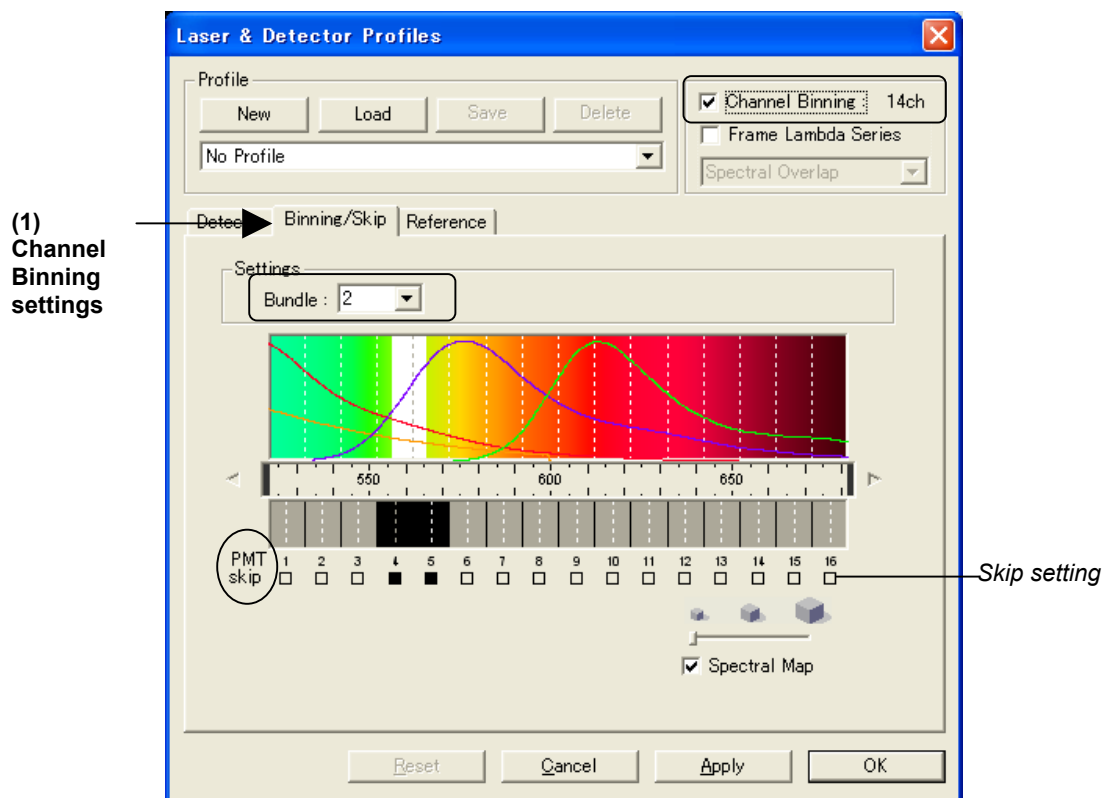 Laser & Detector Profiles
Profile
New Load Save Delete
No Profile
Channel Binning : 14ch
Frame Lambda Series
Spectral Overlap
(1)
Channel
Binning
settings
Binning/Skip Reference
Settings
Bundle : 2
550 600 650
PMT
skip
1 2 3 4 5 6 7 8 9 10 11 12 13 14 15 16
Skip setting
Spectral Map
Reset Cancel Apply OK